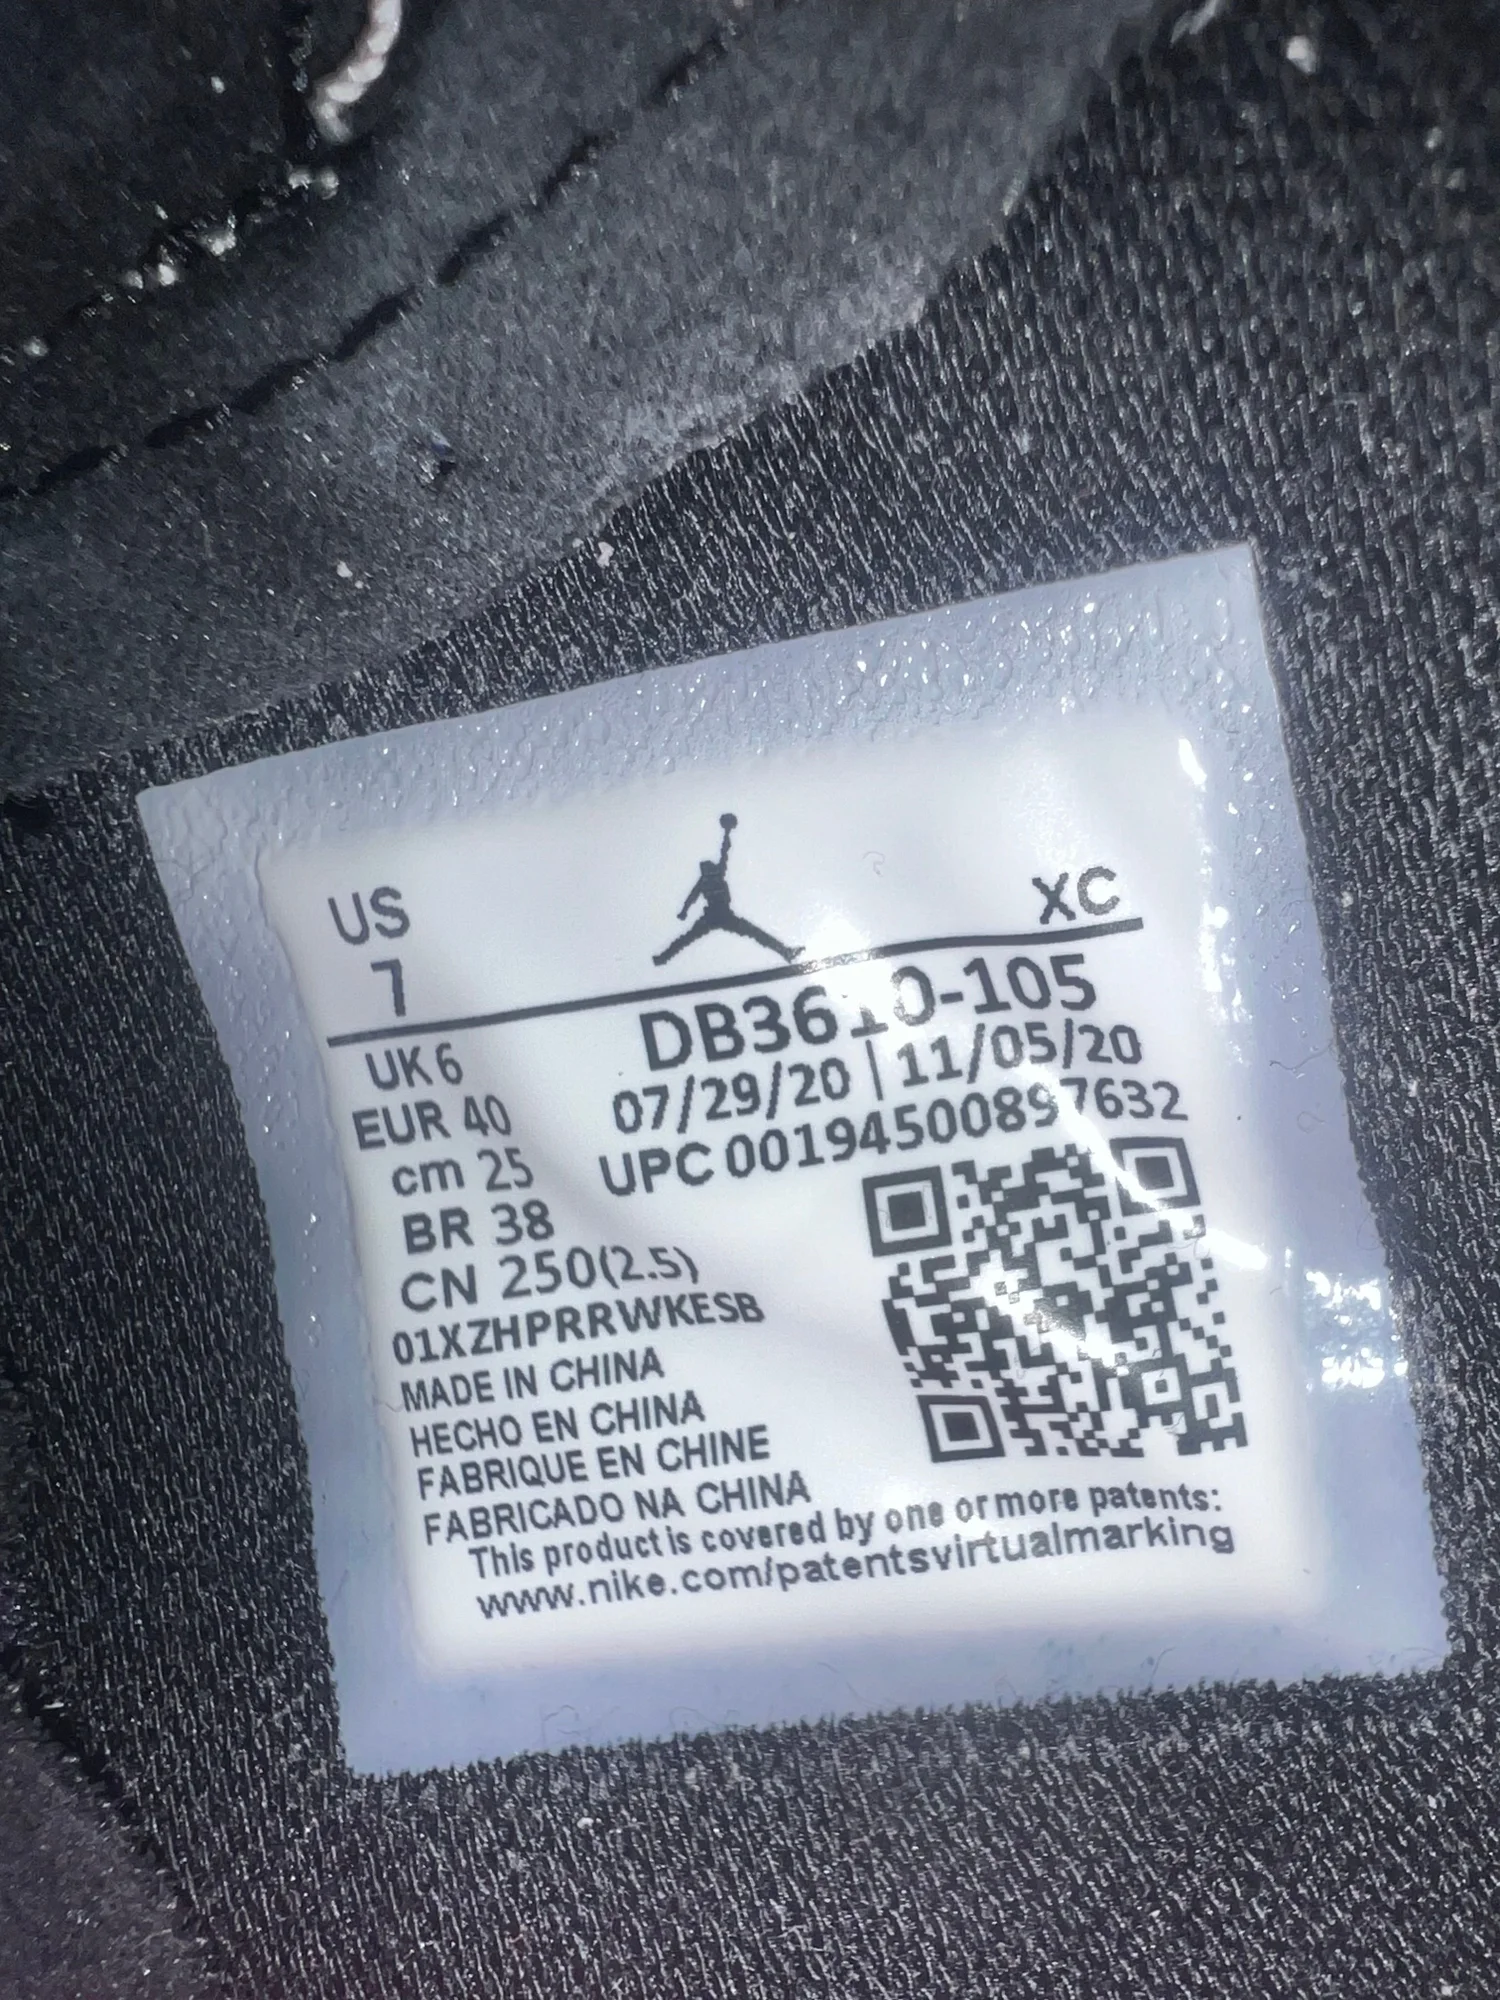 US XC
7
DB3610-105
UK 6
07/29/20 | 11/05/20
EUR 40
UPC 00194500897632
cm 25
BR 38
CN 250(2.5)
01XZHPRRWKESB
MADE IN CHINA
HECHO EN CHINA
FABRIQUE EN CHINE
FABRICADO NA CHINA
This product is covered by one or more patents:
www.nike.com/patentsvirtualmarking